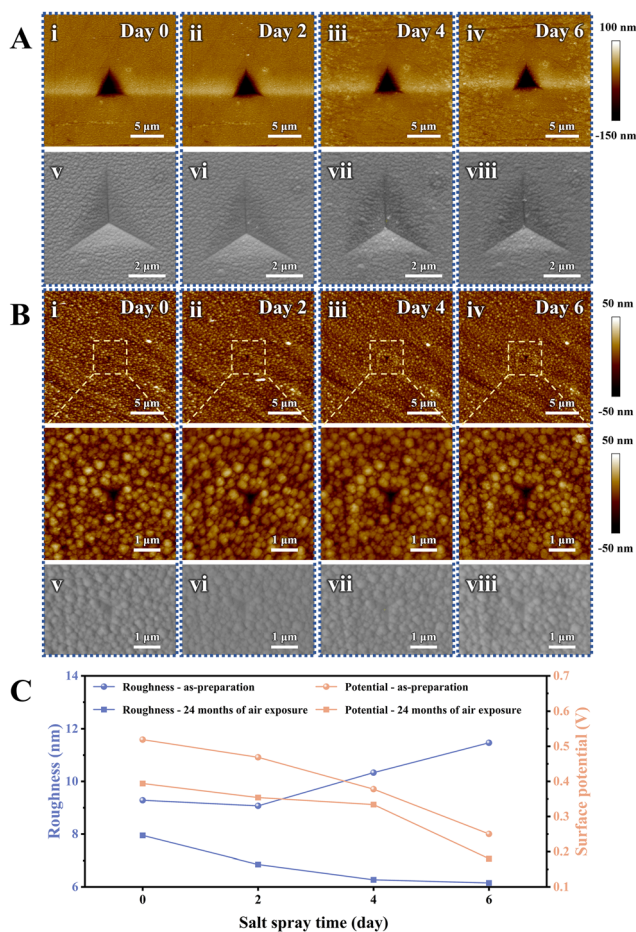 A
i Day 0
ii Day 2
iii Day 4
iv Day 6
5 µm
5 µm
5 µm
5 µm
100 nm
-150 nm
v
vi
vii
viii
2 µm
2 µm
2 µm
2 µm
B
i Day 0
ii Day 2
iii Day 4
iv Day 6
5 µm
5 µm
5 µm
5 µm
50 nm
-50 nm
1 µm
1 µm
1 µm
1 µm
50 nm
-50 nm
v
vi
vii
viii
1 µm
1 µm
1 µm
1 µm
C
Roughness - as-preparation
Potential - as-preparation
Roughness - 24 months of air exposure
Potential - 24 months of air exposure
Roughness (nm)
14
12
10
8
6
Surface potential (V)
0.7
0.6
0.5
0.4
0.3
0.2
0.1
0 2 4 6
Salt spray time (day)